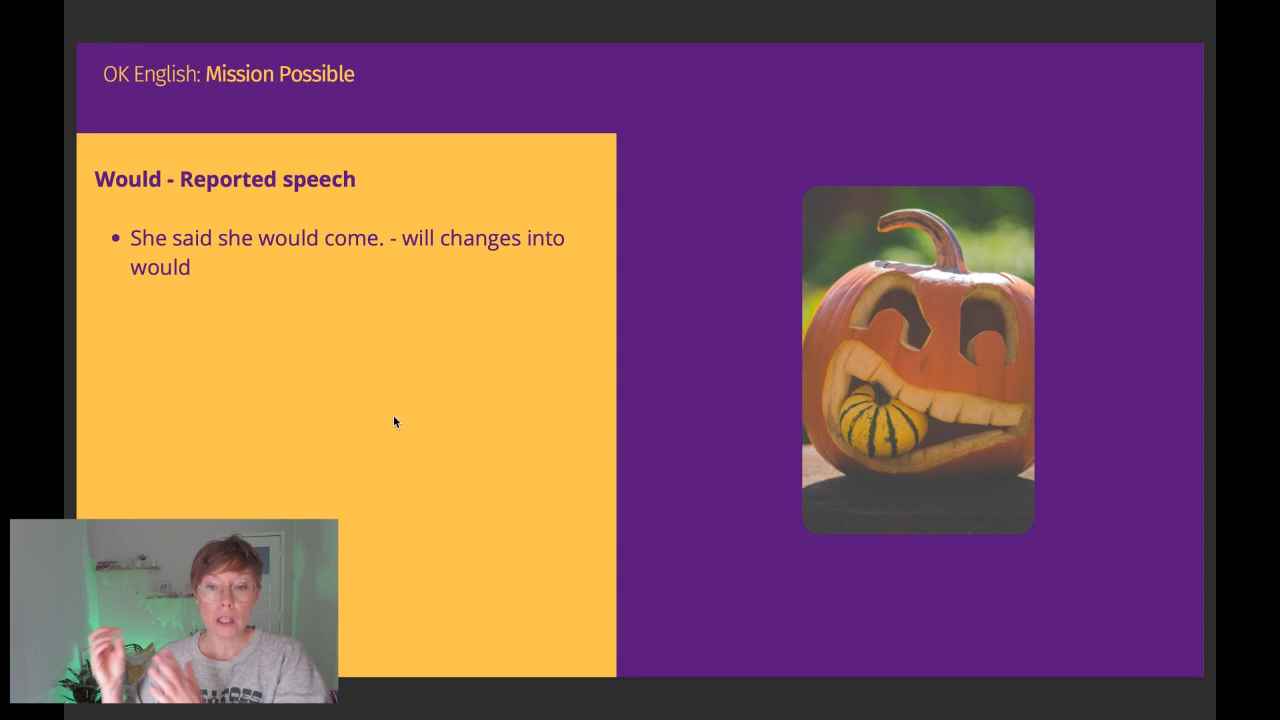 OK English: Mission Possible
Would - Reported speech
• She said she would come. - will changes into
would